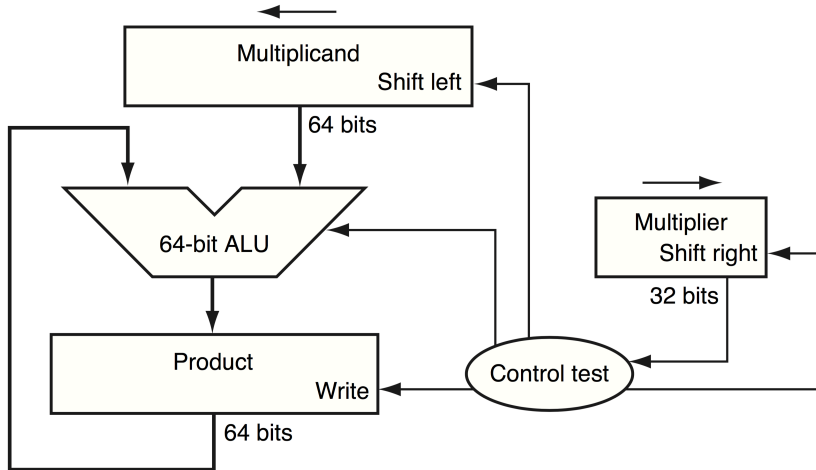 Multiplicand
Shift left
64 bits
64-bit ALU
Multiplier
Shift right
32 bits
Product
Write
Control test
64 bits